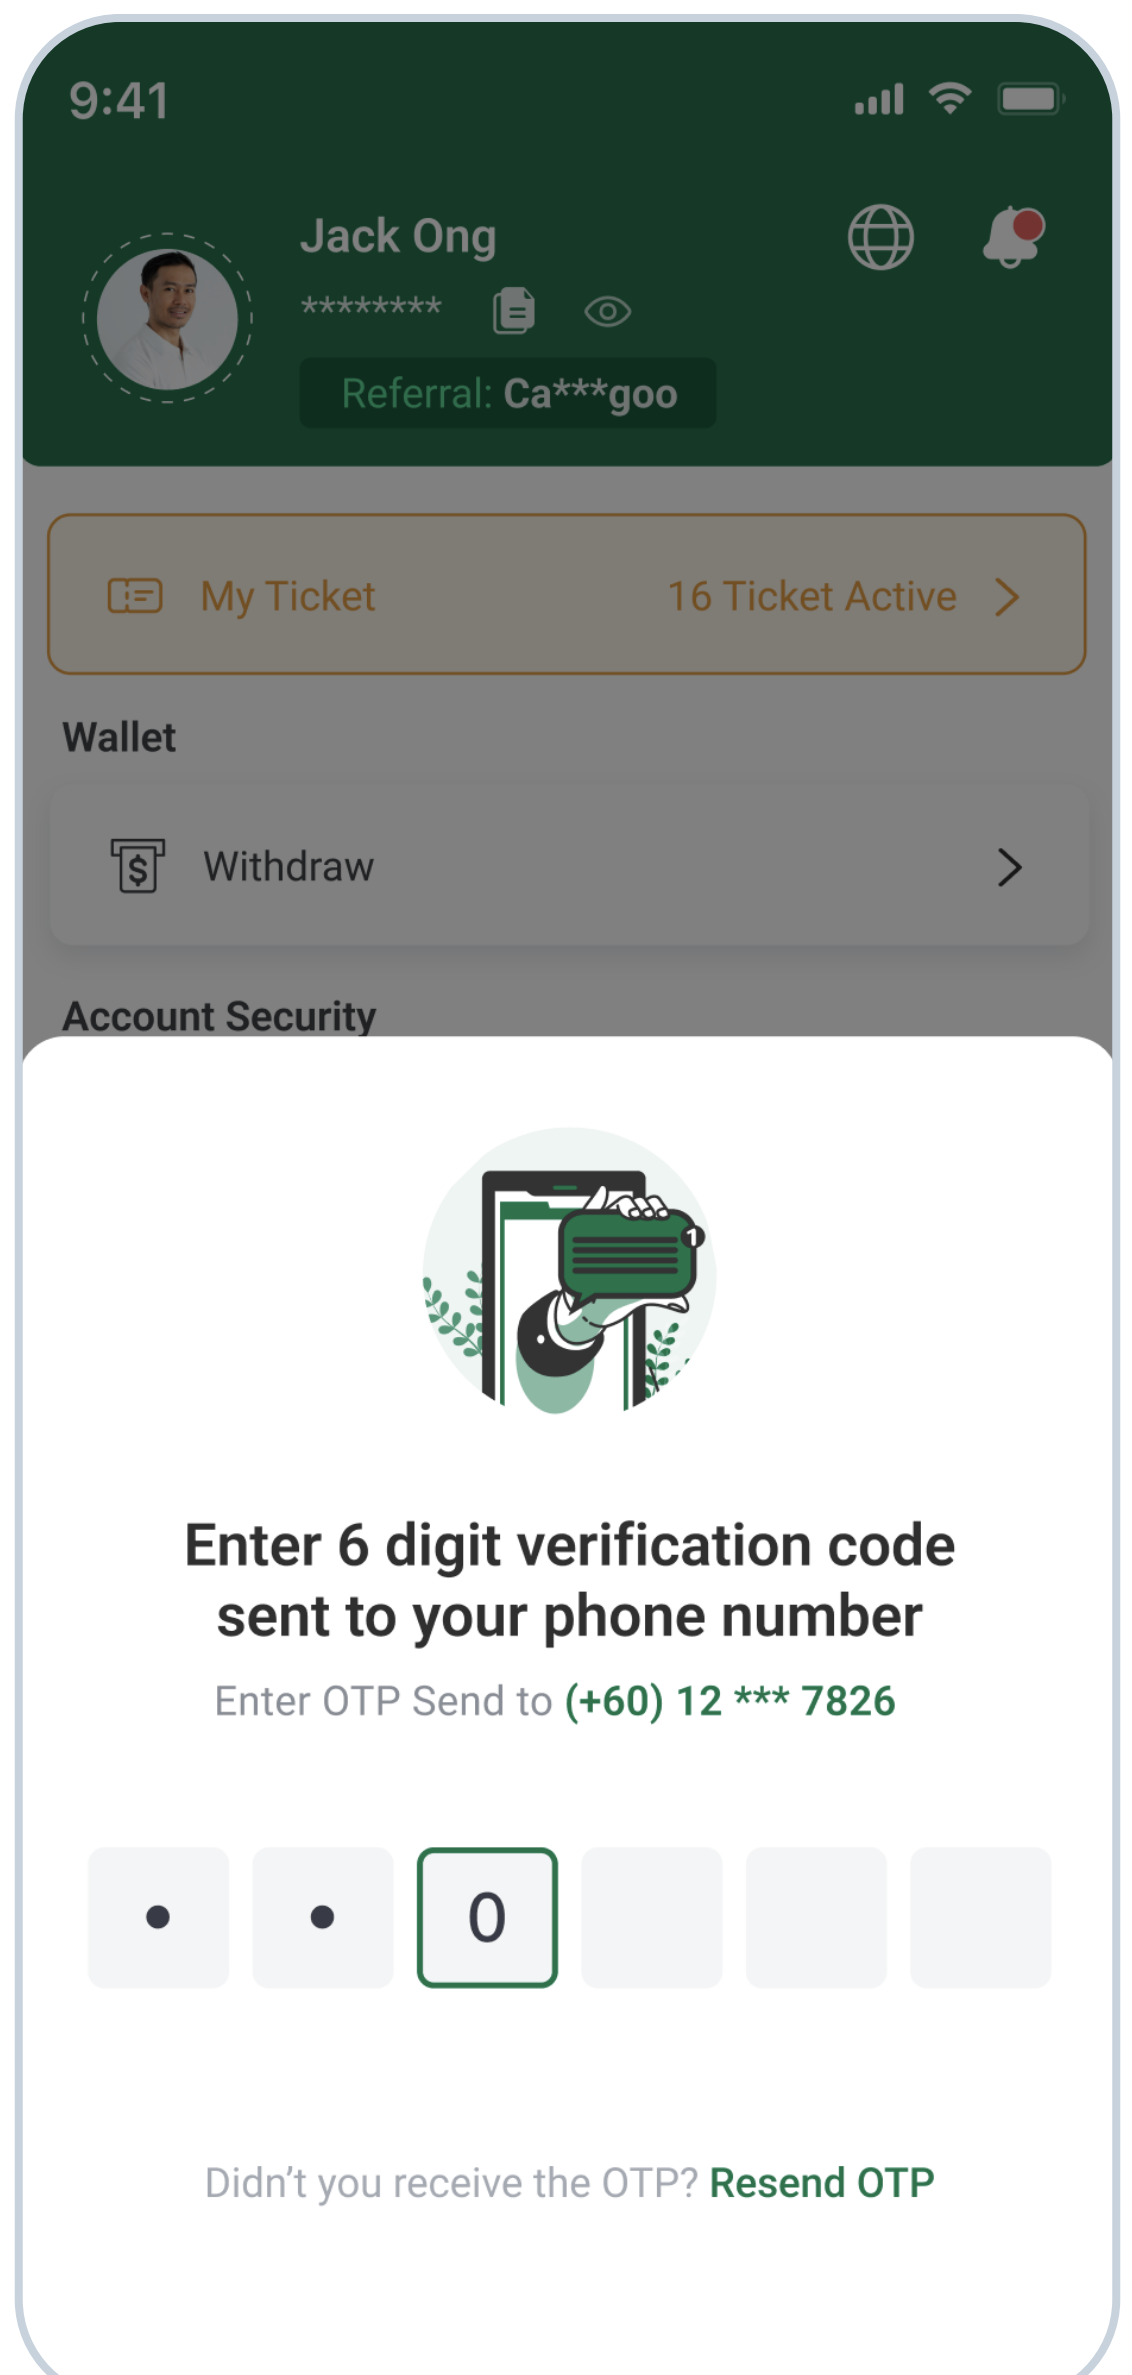 9:41
Jack Ong
********
Referral: Ca***goo
My Ticket 16 Ticket Active
Wallet
$ Withdraw
Account Security
1
Enter 6 digit verification code
sent to your phone number
Enter OTP Send to (+60) 12 *** 7826
• • 0
Didn’t you receive the OTP? Resend OTP